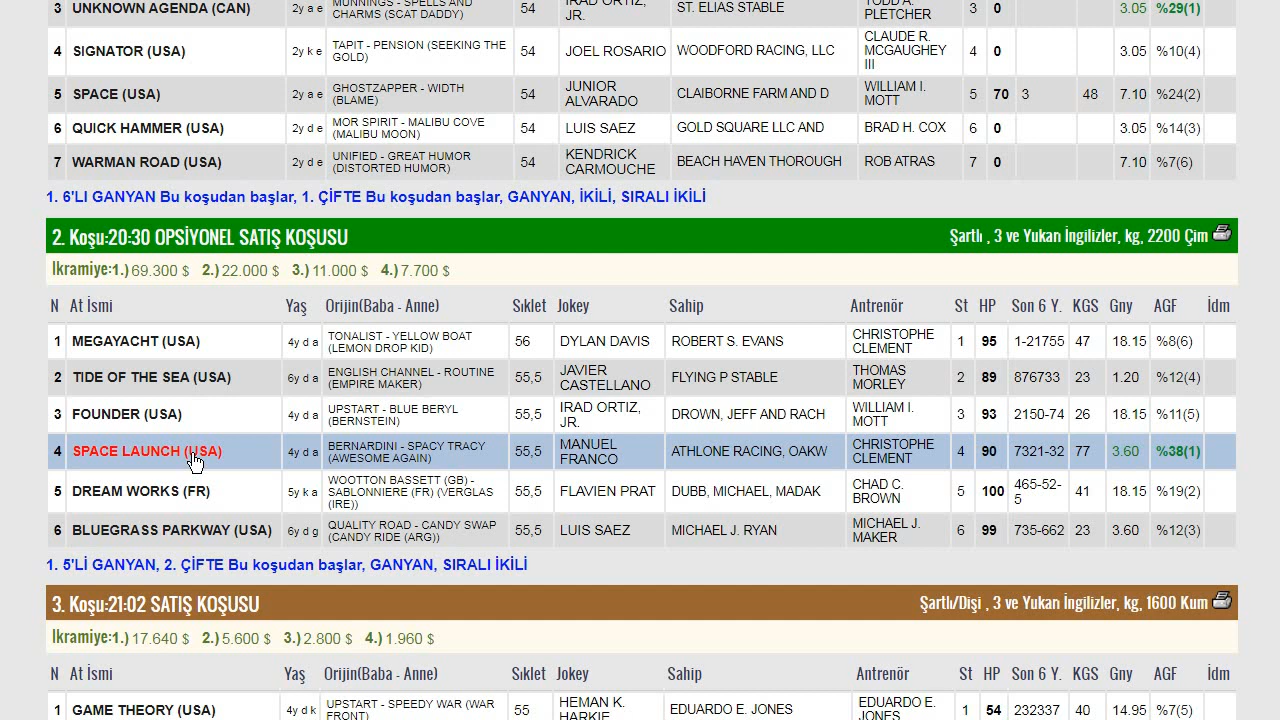 3 UNKNOWN AGENDA (CAN) 2y a e MUNNINGS - SPELLS AND CHARMS (SCAT DADDY) 54 IRAD ORTIZ, JR. ST. ELIAS STABLE TODD A. PLETCHER 3 0 3.05 %29(1)
4 SIGNATOR (USA) 2y k e TAPIT - PENSION (SEEKING THE GOLD) 54 JOEL ROSARIO WOODFORD RACING, LLC CLAUDE R. MCGAUGHEY III 4 0 3.05 %10(4)
5 SPACE (USA) 2y a e GHOSTZAPPER - WIDTH (BLAME) 54 JUNIOR ALVARADO CLAIBORNE FARM AND D WILLIAM I. MOTT 5 70 3 48 7.10 %24(2)
6 QUICK HAMMER (USA) 2y d e MOR SPIRIT - MALIBU COVE (MALIBU MOON) 54 LUIS SAEZ GOLD SQUARE LLC AND BRAD H. COX 6 0 3.05 %14(3)
7 WARMAN ROAD (USA) 2y d e UNIFIED - GREAT HUMOR (DISTORTED HUMOR) 54 KENDRICK CARMOUCHE BEACH HAVEN THOROUGH ROB ATRAS 7 0 7.10 %7(6)
1. 6'LI GANYAN Bu koşudan başlar, 1. ÇİFTE Bu koşudan başlar, GANYAN, İKİLİ, SIRALI İKİLİ
2. Koşu:20:30 OPSİYONEL SATIŞ KOŞUSU Şartlı , 3 ve Yukarı İngilizler, kg, 2200 Çim
İkramiye:1.) 69.300 $ 2.) 22.000 $ 3.) 11.000 $ 4.) 7.700 $
N At İsmi Yaş Orijin(Baba - Anne) Sıklet Jokey Sahip Antrenör St HP Son 6 Y. KGS Gny AGF İdm
1 MEGAYACHT (USA) 4y d a TONALIST - YELLOW BOAT (LEMON DROP KID) 56 DYLAN DAVIS ROBERT S. EVANS CHRISTOPHE CLEMENT 1 95 1-21755 47 18.15 %8(6)
2 TIDE OF THE SEA (USA) 6y d a ENGLISH CHANNEL - ROUTINE (EMPIRE MAKER) 55,5 JAVIER CASTELLANO FLYING P STABLE THOMAS MORLEY 2 89 876733 23 1.20 %12(4)
3 FOUNDER (USA) 4y d a UPSTART - BLUE BERYL (BERNSTEIN) 55,5 IRAD ORTIZ, JR. DROWN, JEFF AND RACH WILLIAM I. MOTT 3 93 2150-74 26 18.15 %11(5)
4 SPACE LAUNCH (USA) 4y d a BERNARDINI - SPACY TRACY (AWESOME AGAIN) 55,5 MANUEL FRANCO ATHLONE RACING, OAKW CHRISTOPHE CLEMENT 4 90 7321-32 77 3.60 %38(1)
5 DREAM WORKS (FR) 5y k a WOOTTON BASSETT (GB) - SABLONNIERE (FR) (VERGLAS (IRE)) 55,5 FLAVIEN PRAT DUBB, MICHAEL, MADAK CHAD C. BROWN 5 100 465-52-5 41 18.15 %19(2)
6 BLUEGRASS PARKWAY (USA) 6y d g QUALITY ROAD - CANDY SWAP (CANDY RIDE (ARG)) 55,5 LUIS SAEZ MICHAEL J. RYAN MICHAEL J. MAKER 6 99 735-662 23 3.60 %12(3)
1. 5'Lİ GANYAN, 2. ÇİFTE Bu koşudan başlar, GANYAN, SIRALI İKİLİ
3. Koşu:21:02 SATIŞ KOŞUSU Şartlı/Dişi , 3 ve Yukarı İngilizler, kg, 1600 Kum
İkramiye:1.) 17.640 $ 2.) 5.600 $ 3.) 2.800 $ 4.) 1.960 $
N At İsmi Yaş Orijin(Baba - Anne) Sıklet Jokey Sahip Antrenör St HP Son 6 Y. KGS Gny AGF İdm
1 GAME THEORY (USA) 4y d k UPSTART - SPEEDY WAR (WAR FRONT) 55 HEMAN K. HARKIE EDUARDO E. JONES EDUARDO E. JONES 1 54 232337 40 14.95 %7(5)